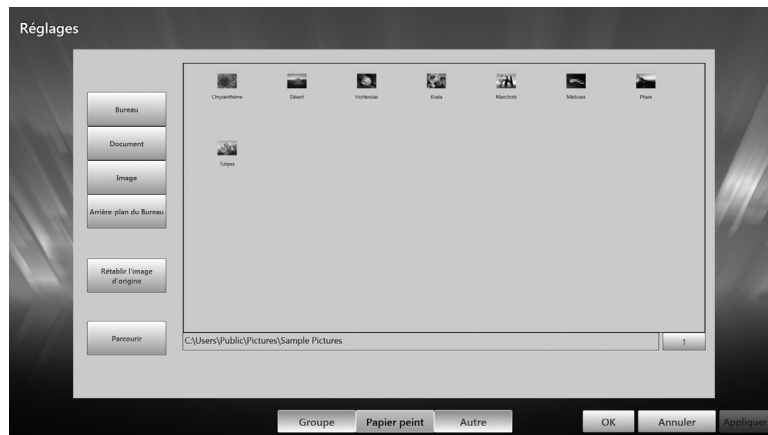 Réglages
Chrysanthème Désert Hortensias Koala Manchots Méduses Phare
Tulipes
Bureau
Document
Image
Arrière-plan du Bureau
Rétablir l'image
d'origine
Parcourir
C:\Users\Public\Pictures\Sample Pictures
↑
Groupe Papier peint Autre
OK Annuler Appliquer